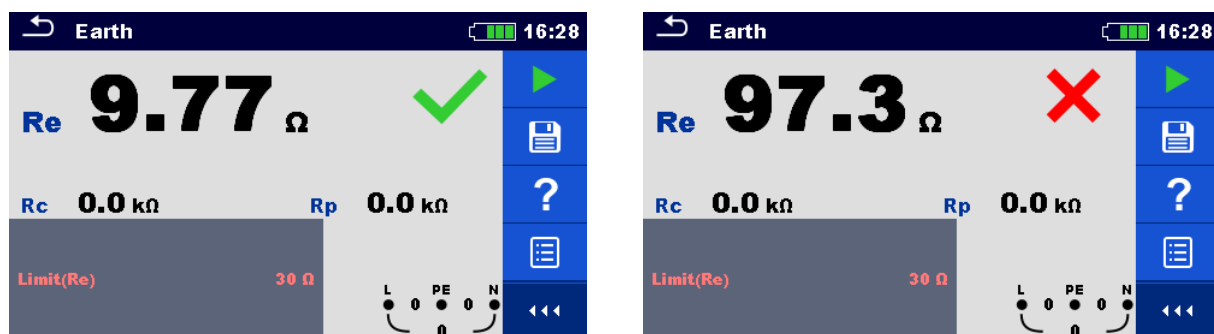 Earth 16:28
Re 9.77 Ω
Rc 0.0 kΩ Rp 0.0 kΩ
?
Limit(Re) 30 Ω
L PE N
0 0
0
Earth 16:28
Re 97.3 Ω
Rc 0.0 kΩ Rp 0.0 kΩ
?
Limit(Re) 30 Ω
L PE N
0 0
0